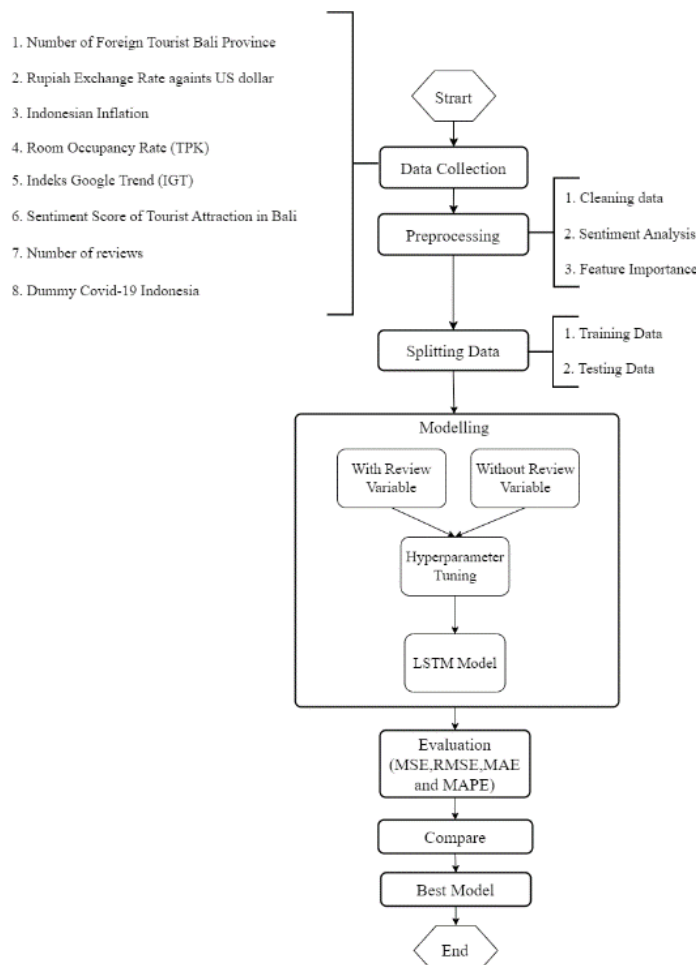 1. Number of Foreign Tourist Bali Province
2. Rupiah Exchange Rate againts US dollar
3. Indonesian Inflation
4. Room Occupancy Rate (TPK)
5. Indeks Google Trend (IGT)
6. Sentiment Score of Tourist Attraction in Bali
7. Number of reviews
8. Dummy Covid-19 Indonesia
Strart
Data Collection
Preprocessing
1. Cleaning data
2. Sentiment Analysis
3. Feature Importance
Splitting Data
1. Training Data
2. Testing Data
Modelling
With Review
Variable
Without Review
Variable
Hyperparameter
Tuning
LSTM Model
Evaluation
(MSE,RMSE,MAE
and MAPE)
Compare
Best Model
End